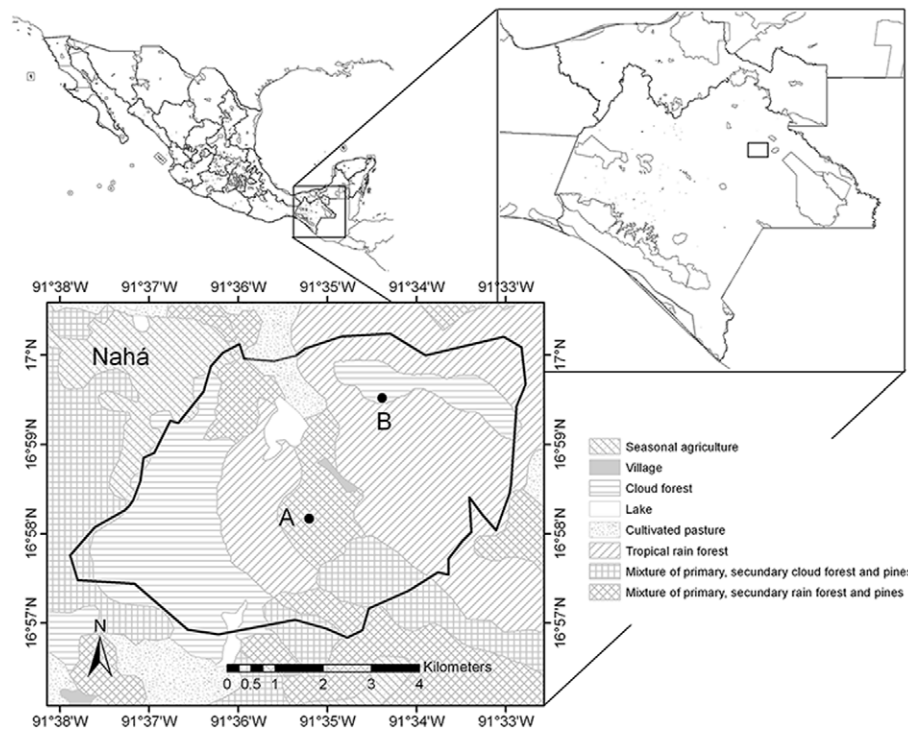 91°38'W 91°37'W 91°36'W 91°35'W 91°34'W 91°33'W
Nahá
17°N
17°N
B
16°59'N
16°59'N
A
16°58'N
16°58'N
16°57'N
16°57'N
N
Kilometers
0 0.5 1 2 3 4
91°38'W 91°37'W 91°36'W 91°35'W 91°34'W 91°33'W
Seasonal agriculture
Village
Cloud forest
Lake
Cultivated pasture
Tropical rain forest
Mixture of primary, secundary cloud forest and pines
Mixture of primary, secundary rain forest and pines